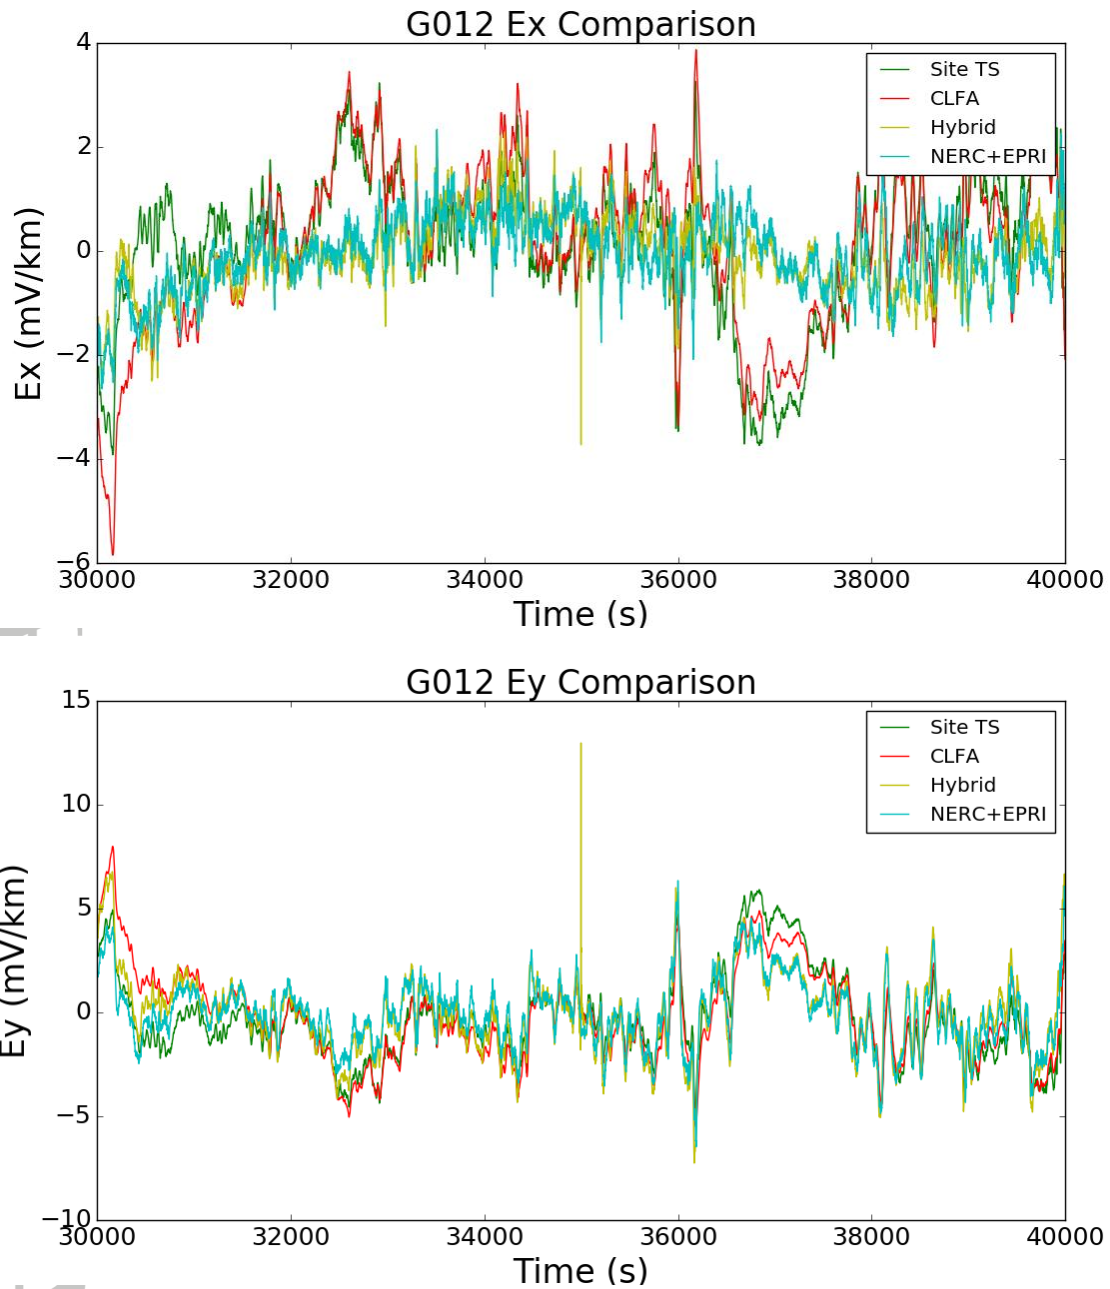 G012 Ex Comparison
4
2
0
−2
−4
−6
Ex (mV/km)
Site TS
CLFA
Hybrid
NERC+EPRI
30000 32000 34000 36000 38000 40000
Time (s)
G012 Ey Comparison
15
10
5
0
−5
−10
Ey (mV/km)
Site TS
CLFA
Hybrid
NERC+EPRI
30000 32000 34000 36000 38000 40000
Time (s)